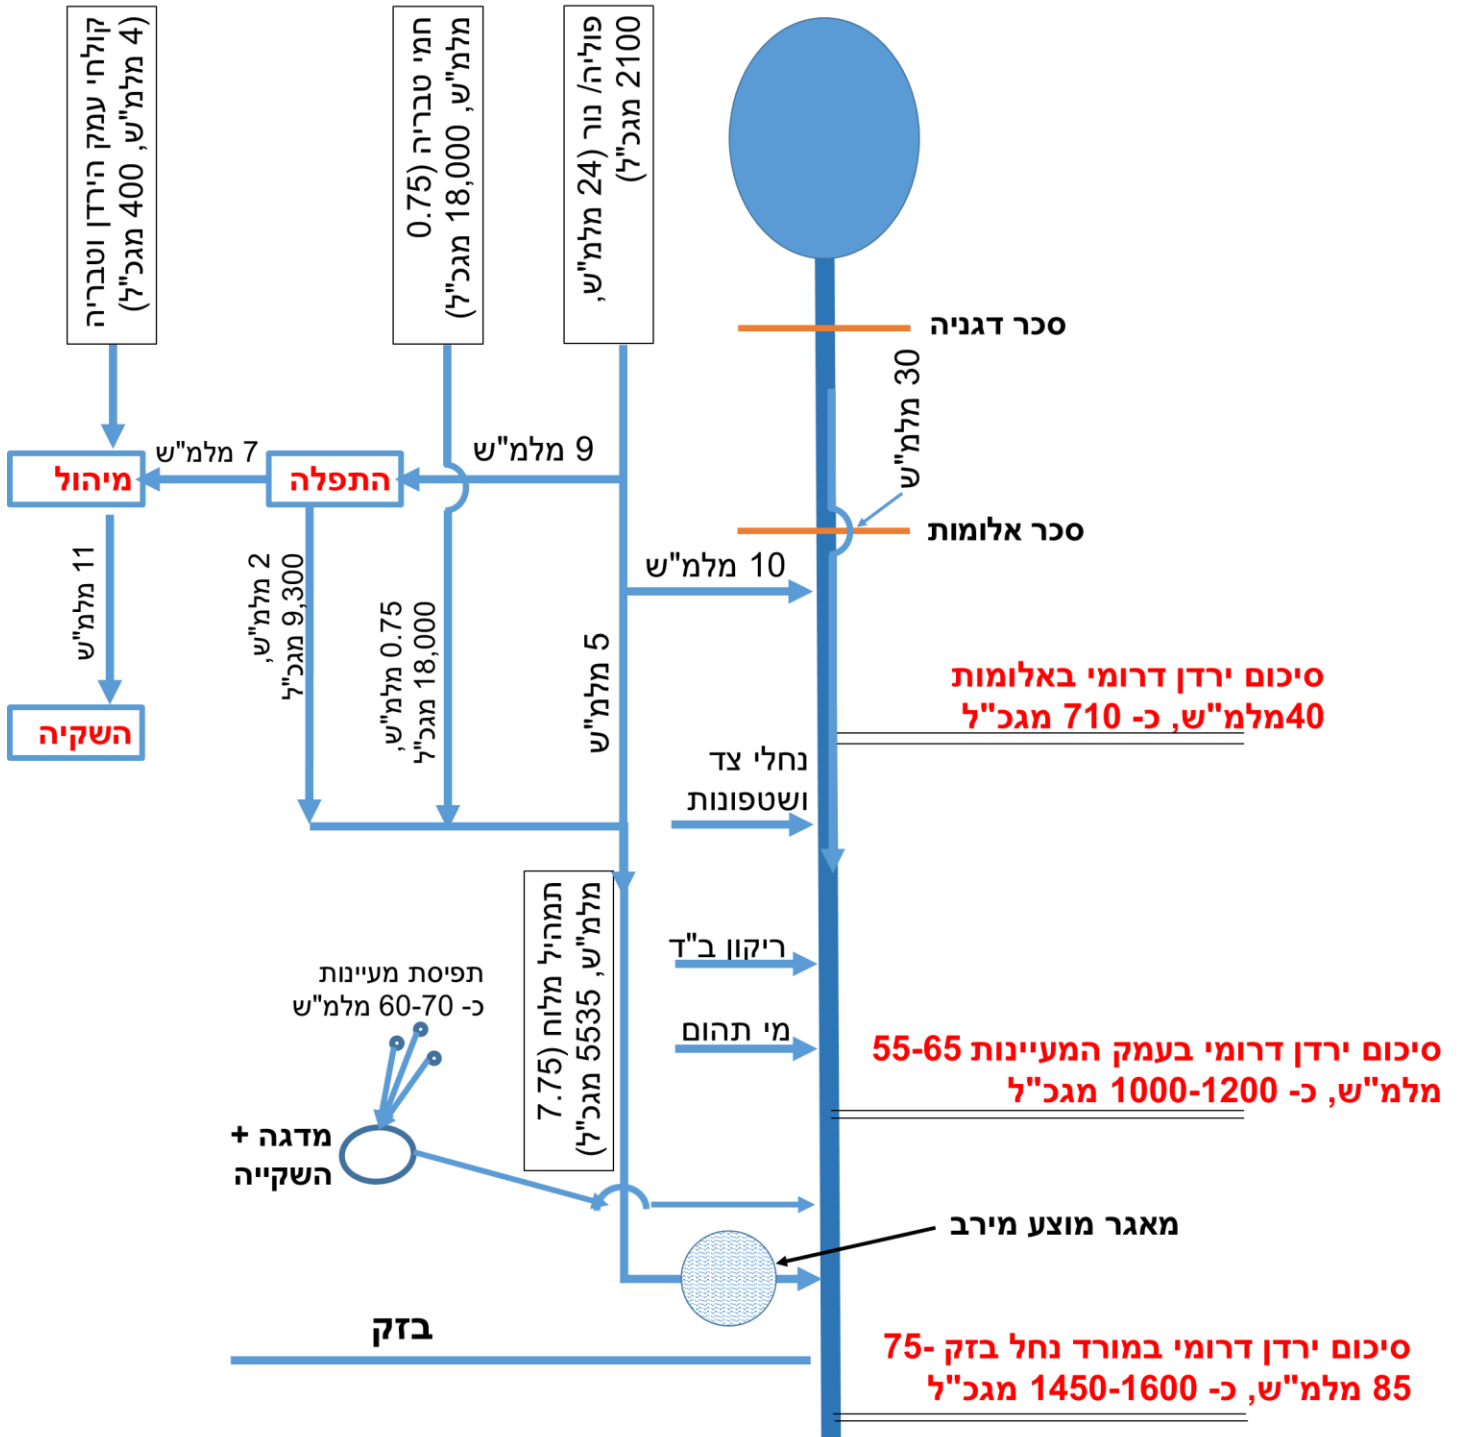 קולחי עמק הירדן וטבריה
(4 מלמ"ש, 400 מגכ"ל)
חמי טבריה (0.75
מלמ"ש, 18,000 מגכ"ל)
פוליה/ נור (24 מלמ"ש,
2100 מגכ"ל)
סכר דגניה
30 מלמ"ש
סכר אלומות
9 מלמ"ש
התפלה
7 מלמ"ש
מיהול
11 מלמ"ש
השקיה
2 מלמ"ש,
9,300 מגכ"ל
0.75 מלמ"ש,
18,000 מגכ"ל
5 מלמ"ש
10 מלמ"ש
סיכום ירדן דרומי באלומות
40מלמ"ש, כ- 710 מגכ"ל
נחלי צד
ושטפונות
תמהיל מלוח (7.75
מלמ"ש, 5535 מגכ"ל)
ריקון ב"ד
מי תהום
תפיסת מעיינות
כ- 60-70 מלמ"ש
מדגה +
השקייה
סיכום ירדן דרומי בעמק המעיינות 55-65
מלמ"ש, כ- 1000-1200 מגכ"ל
מאגר מוצע מירב
בזק
סיכום ירדן דרומי במורד נחל בזק 75-
85 מלמ"ש, כ- 1450-1600 מגכ"ל